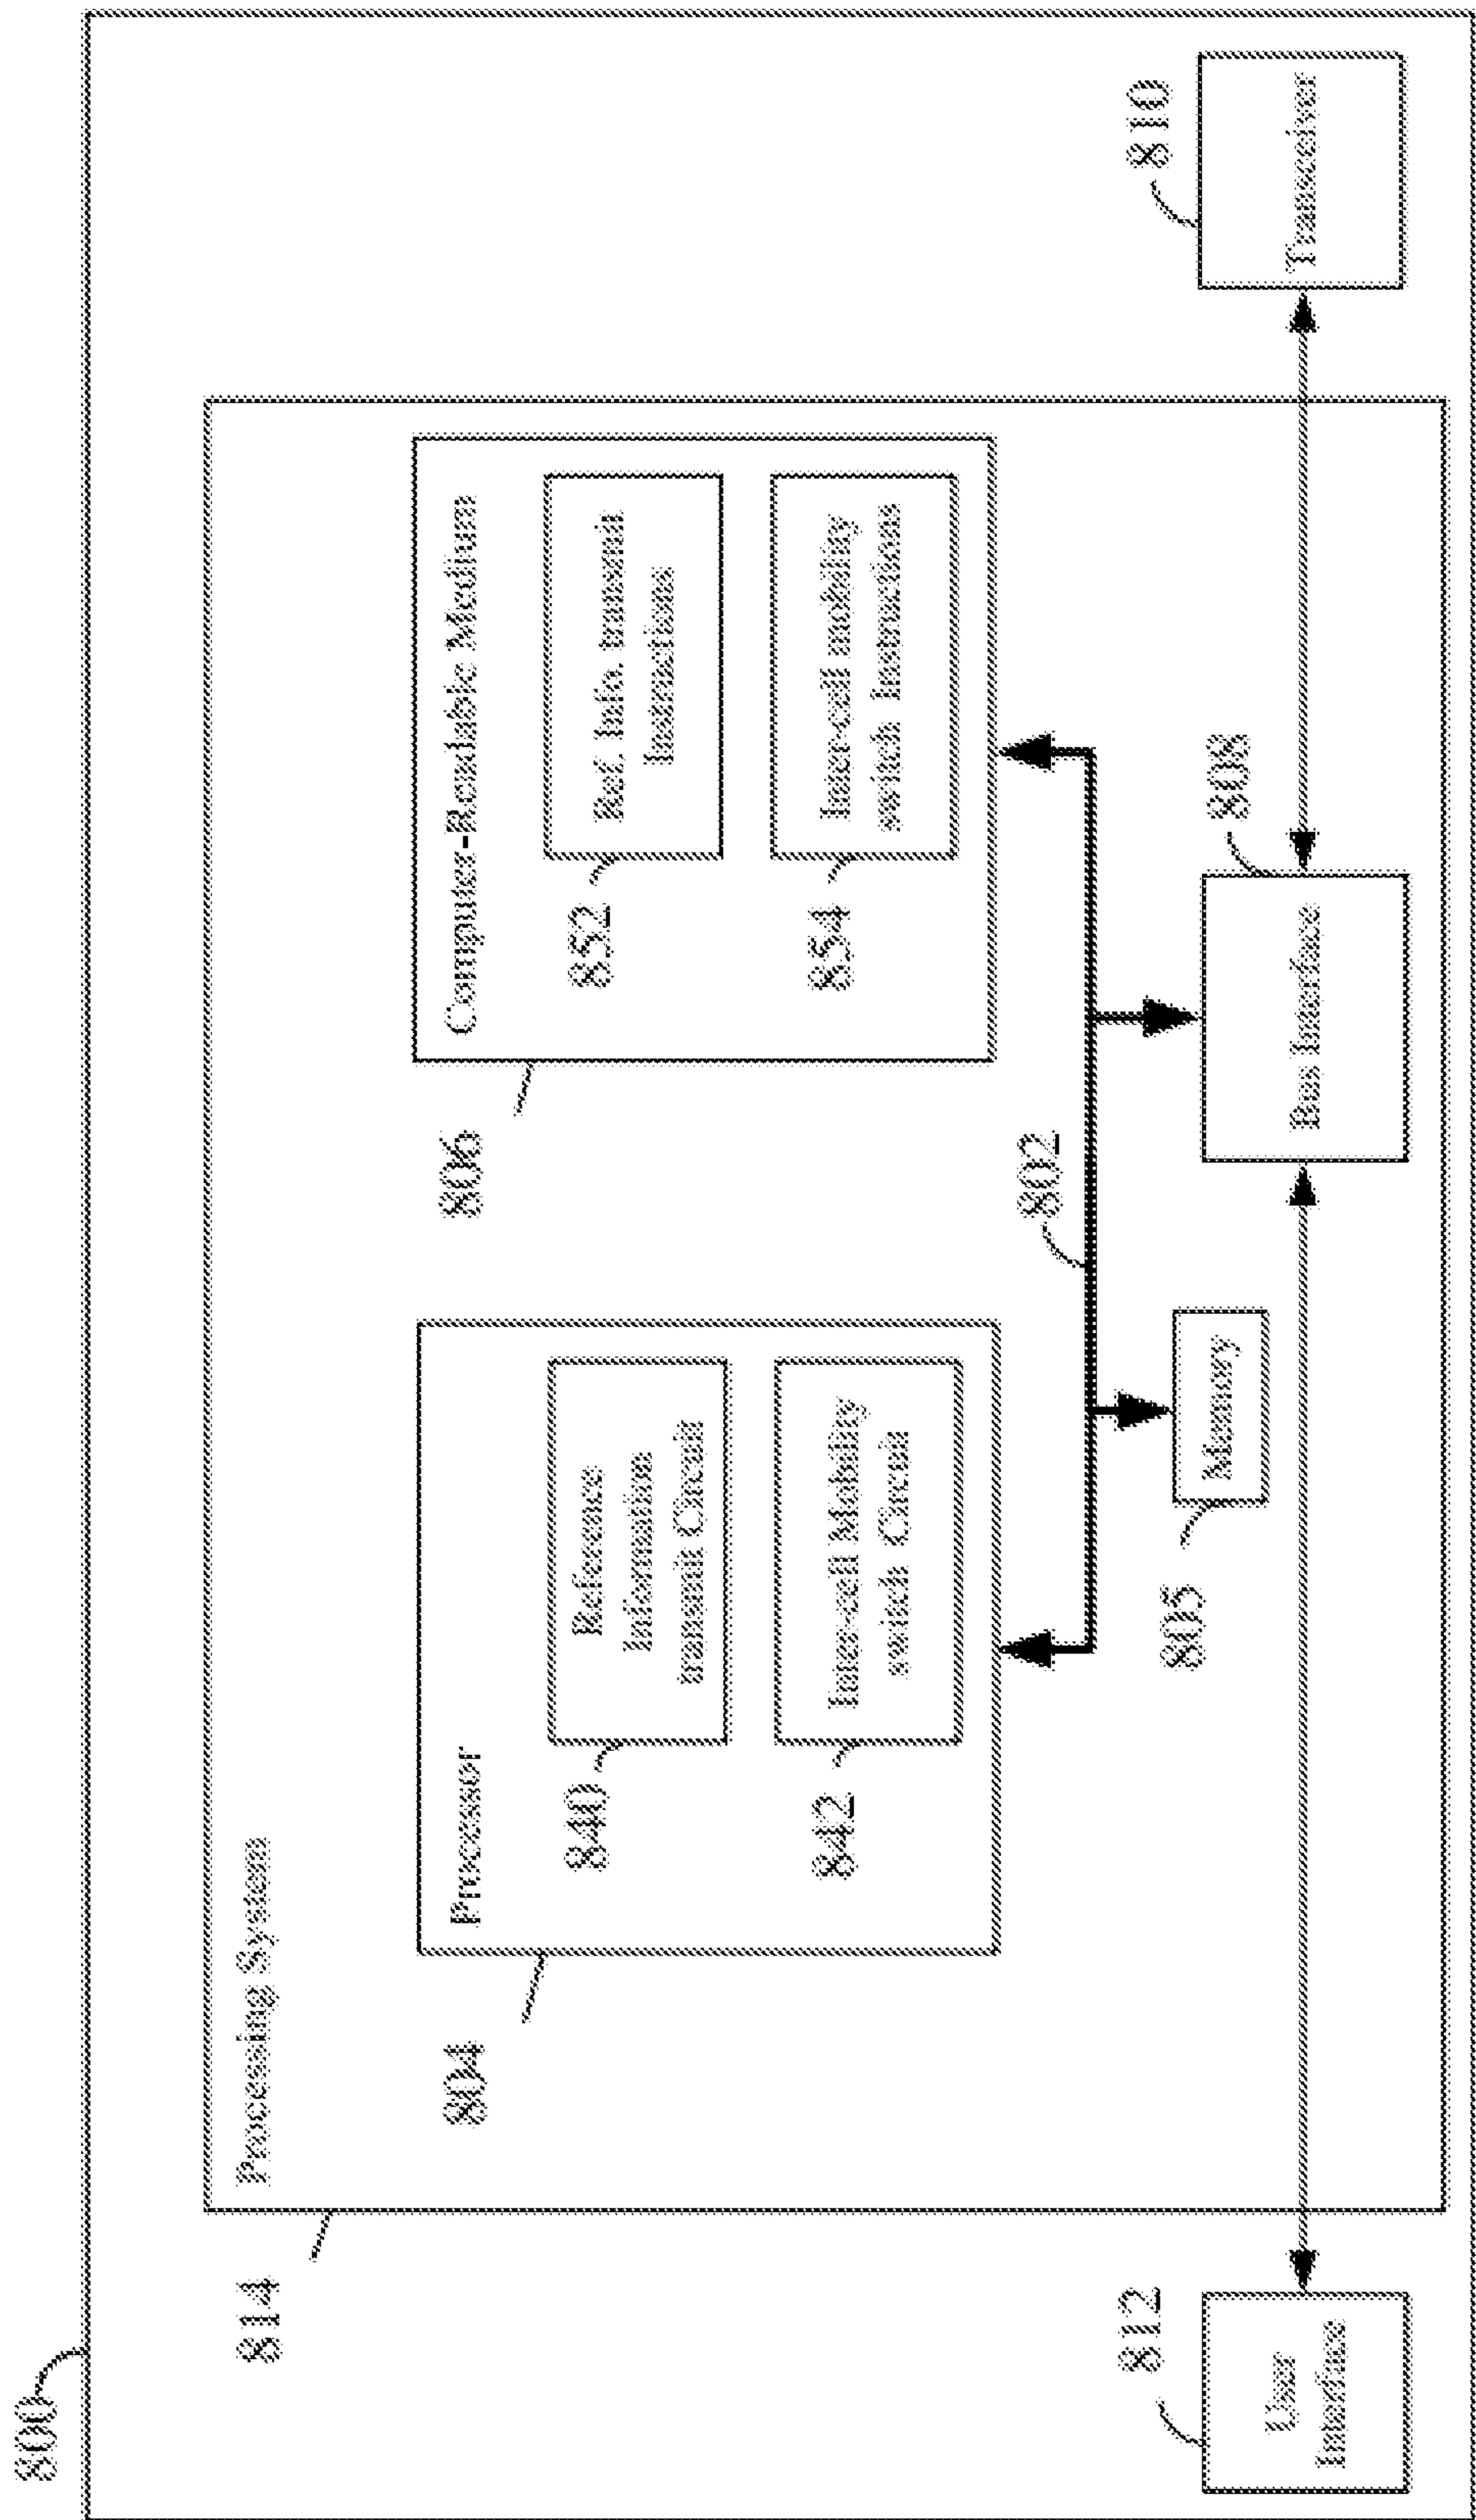 800
814
Processing System
804
Processor
840
Reference
Information
transmit Circuit
842
Inter-cell Mobility
switch Circuit
806
Computer-Readable Medium
852
Ref. Info. transmit
Instructions
854
Inter-cell mobility
switch Instructions
802
805
Memory
808
Bus Interface
812
User
Interface
810
Transceiver